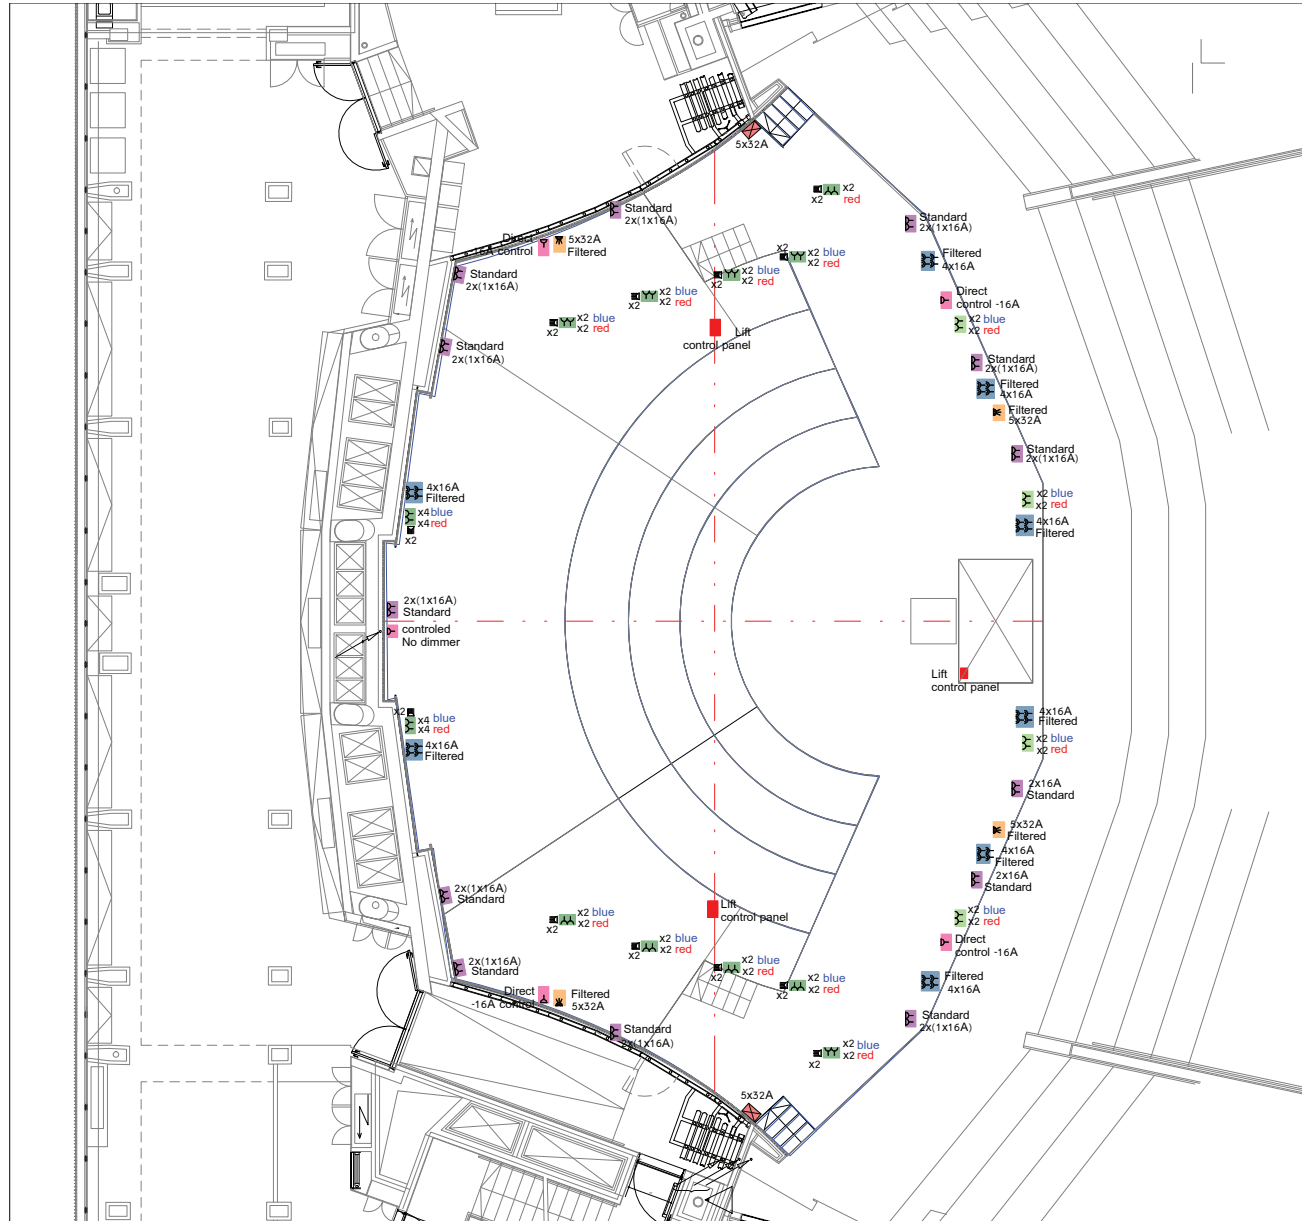 5x32A
x2
x2 red
Standard
2x(1x16A)
Standard
2x(1x16A)
Direct
-16A control
5x32A
Filtered
x2
x2 blue
x2 red
Filtered
4x16A
Standard
2x(1x16A)
x2 blue
x2 red
x2
x2 blue
x2 red
x2
Direct
control -16A
x2 blue
x2 red
x2
x2 blue
x2 red
Lift
control panel
Standard
2x(1x16A)
Standard
2x(1x16A)
Filtered
4x16A
Filtered
5x32A
Standard
2x(1x16A)
4x16A
Filtered
x4 blue
x4 red
x2
x2 blue
x2 red
4x16A
Filtered
2x(1x16A)
Standard
controled
No dimmer
Lift
control panel
x2
x4 blue
x4 red
4x16A
Filtered
4x16A
Filtered
x2 blue
x2 red
2x16A
Standard
5x32A
Filtered
4x16A
Filtered
2x16A
Standard
2x(1x16A)
Standard
Lift
control panel
x2 blue
x2 red
x2
x2 blue
x2 red
Direct
control -16A
x2 blue
x2 red
x2
2x(1x16A)
Standard
x2 blue
x2 red
x2
x2 blue
x2 red
x2
Filtered
4x16A
Direct
-16A control
Filtered
5x32A
Standard
2x(1x16A)
Standard
2x(1x16A)
x2 blue
x2 red
x2
5x32A